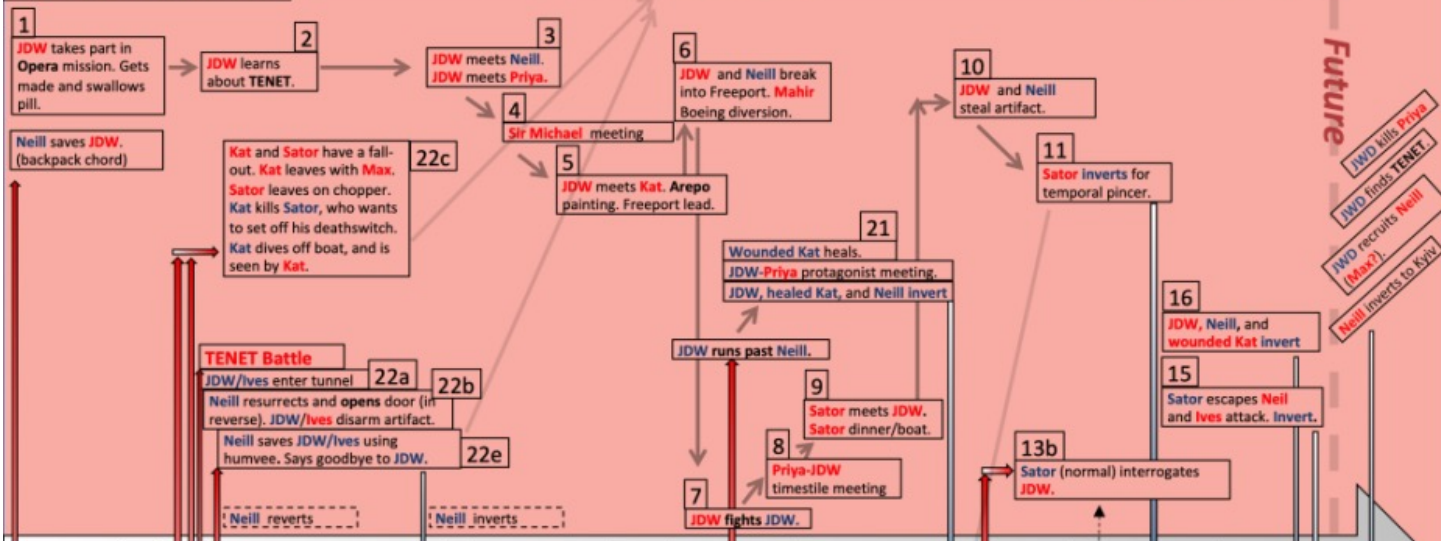 1
JDW takes part in
Opera mission. Gets
made and swallows
pill.
Neill saves JDW.
(backpack chord)
2
JDW learns
about TENET.
3
JDW meets Neill.
JDW meets Priya.
4
Sir Michael meeting
5
JDW meets Kat. Arepo
painting. Freeport lead.
6
JDW and Neill break
into Freeport. Mahir
Boeing diversion.
10
JDW and Neill
steal artifact.
11
Sator inverts for
temporal pincer.
Future
JWD kills Priya
JWD finds TENET.
JWD recruits Neill
(Max?).
Neill inverts to Kyiv
22c
Kat and Sator have a fall-
out. Kat leaves with Max.
Sator leaves on chopper.
Kat kills Sator, who wants
to set off his deathswitch.
Kat dives off boat, and is
seen by Kat.
21
Wounded Kat heals.
JDW-Priya protagonist meeting.
JDW, healed Kat, and Neill invert
JDW runs past Neill.
16
JDW, Neill, and
wounded Kat invert
15
Sator escapes Neil
and Ives attack. Invert.
TENET Battle
22a
JDW/Ives enter tunnel
22b
Neill resurrects and opens door (in
reverse). JDW/Ives disarm artifact.
22e
Neill saves JDW/Ives using
humvee. Says goodbye to JDW.
Neill reverts
Neill inverts
9
Sator meets JDW.
Sator dinner/boat.
8
Priya-JDW
timestile meeting
7
JDW fights JDW.
13b
Sator (normal) interrogates
JDW.